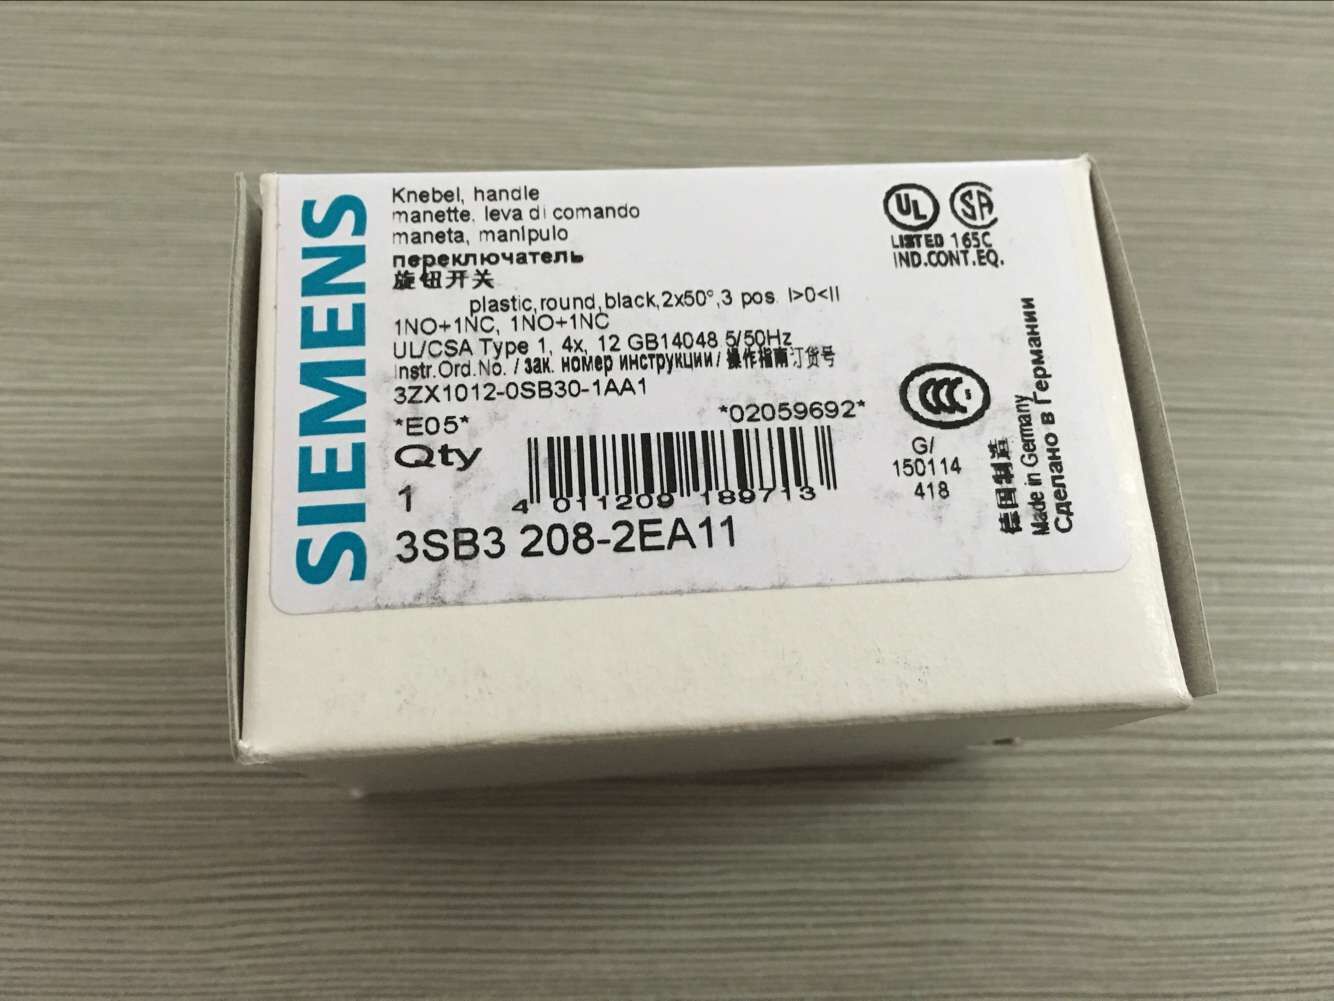 SIEMENS
Knebel, handle
manette, leva di comando
maneta, manipulo
переключатель
旋钮开关
plastic,round,black,2x50°,3 pos. I>0<II
1NO+1NC, 1NO+1NC
UL/CSA Type 1, 4x, 12 GB14048.5/50Hz
Instr.Ord.No. / зак. номер инструкции / 操作指南订货号
3ZX1012-0SB30-1AA1
*E05*
*02059692*
Qty
1
4 011209 189713
3SB3 208-2EA11
UL
SA
LISTED 165C
IND.CONT.EQ.
CCC
G/
150114
418
德国制造
Made in Germany
Сделано в Германии